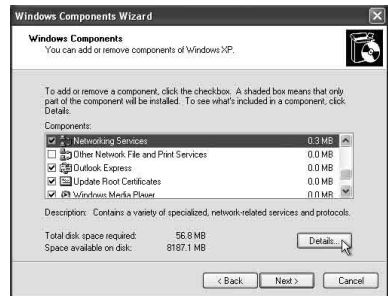 Windows Components Wizard
Windows Components
You can add or remove components of Windows XP.
To add or remove a component, click the checkbox. A shaded box means that only
part of the component will be installed. To see what's included in a component, click
Details.
Components:
Networking Services 0.3 MB
Other Network File and Print Services 0.0 MB
Outlook Express 0.0 MB
Update Root Certificates 0.0 MB
Windows Media Player 0.0 MB
Description: Contains a variety of specialized, network-related services and protocols.
Total disk space required: 56.8 MB
Space available on disk: 8187.1 MB
Details...
< Back Next > Cancel